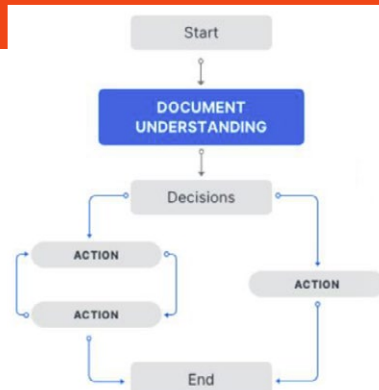 Start
DOCUMENT
UNDERSTANDING
Decisions
ACTION
ACTION
ACTION
End